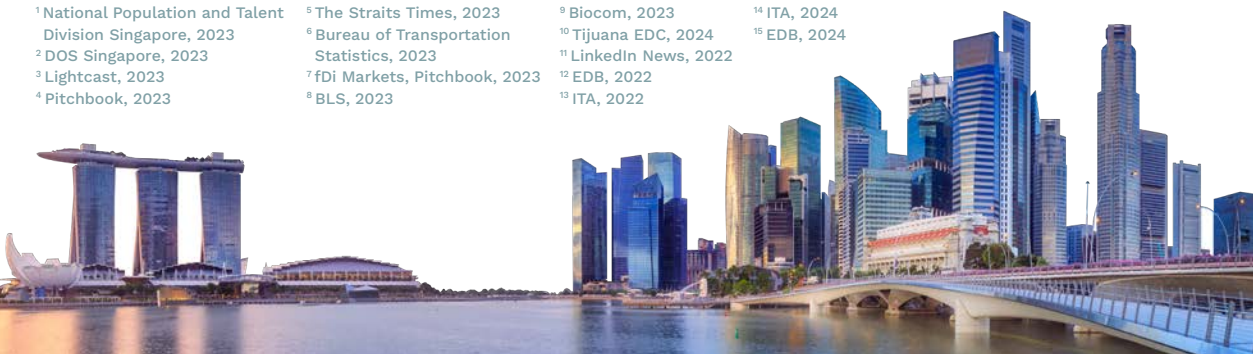 ¹ National Population and Talent
Division Singapore, 2023
² DOS Singapore, 2023
³ Lightcast, 2023
⁴ Pitchbook, 2023
⁵ The Straits Times, 2023
⁶ Bureau of Transportation
Statistics, 2023
⁷ fDi Markets, Pitchbook, 2023
⁸ BLS, 2023
⁹ Biocom, 2023
¹⁰ Tijuana EDC, 2024
¹¹ LinkedIn News, 2022
¹² EDB, 2022
¹³ ITA, 2022
¹⁴ ITA, 2024
¹⁵ EDB, 2024